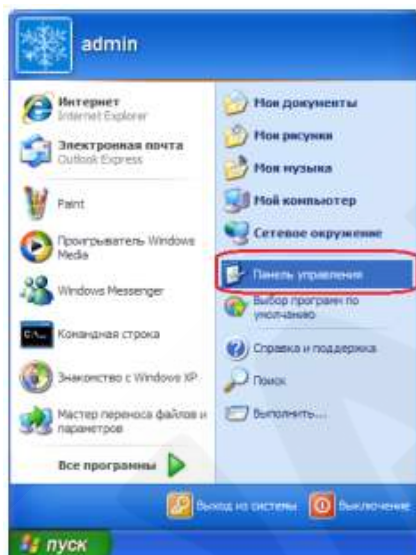 admin
Интернет
Internet Explorer
Электронная почта
Outlook Express
Paint
Проигрыватель Windows
Media
Windows Messenger
Командная строка
Знакомство с Windows XP
Мастер переноса файлов и
параметров
Все программы
Мои документы
Мои рисунки
Моя музыка
Мой компьютер
Сетевое окружение
Панель управления
Выбор программ по
умолчанию
Справка и поддержка
Поиск
Выполнить...
Выход из системы
Выключение
пуск